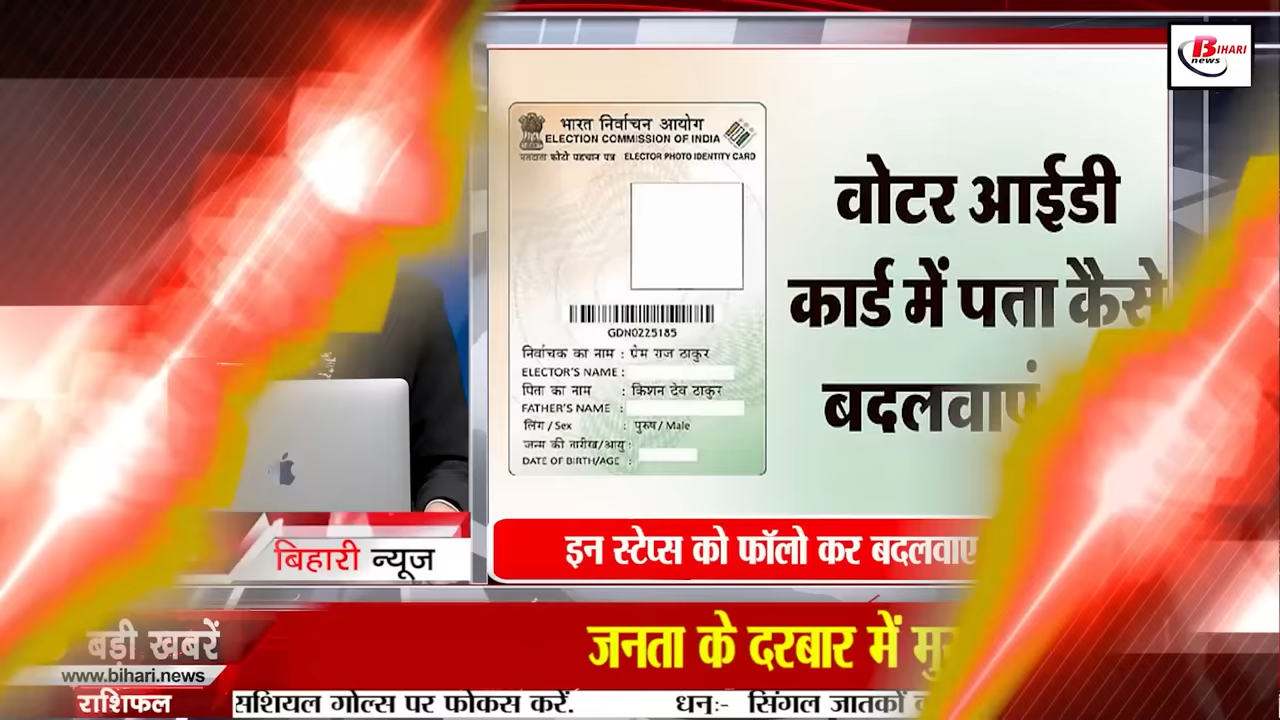 BIHARI
news
भारत निर्वाचन आयोग
ELECTION COMMISSION OF INDIA
मतदाता फोटो पहचान पत्र ELECTOR PHOTO IDENTITY CARD
GDN0225185
निर्वाचक का नाम : प्रेम राज ठाकुर
ELECTOR'S NAME :
पिता का नाम : किशन देव ठाकुर
FATHER'S NAME :
लिंग / Sex : पुरुष / Male
जन्म की तारीख/आयु :
DATE OF BIRTH/AGE :
वोटर आईडी
कार्ड में पता कैसे
बदलवाएं
इन स्टेप्स को फॉलो कर बदलवाए
बिहारी न्यूज
जनता के दरबार में
बड़ी खबरें
www.bihari.news
राशिफल
सशियल गोल्स पर फोकस करें. धनः- सिंगल जातकों